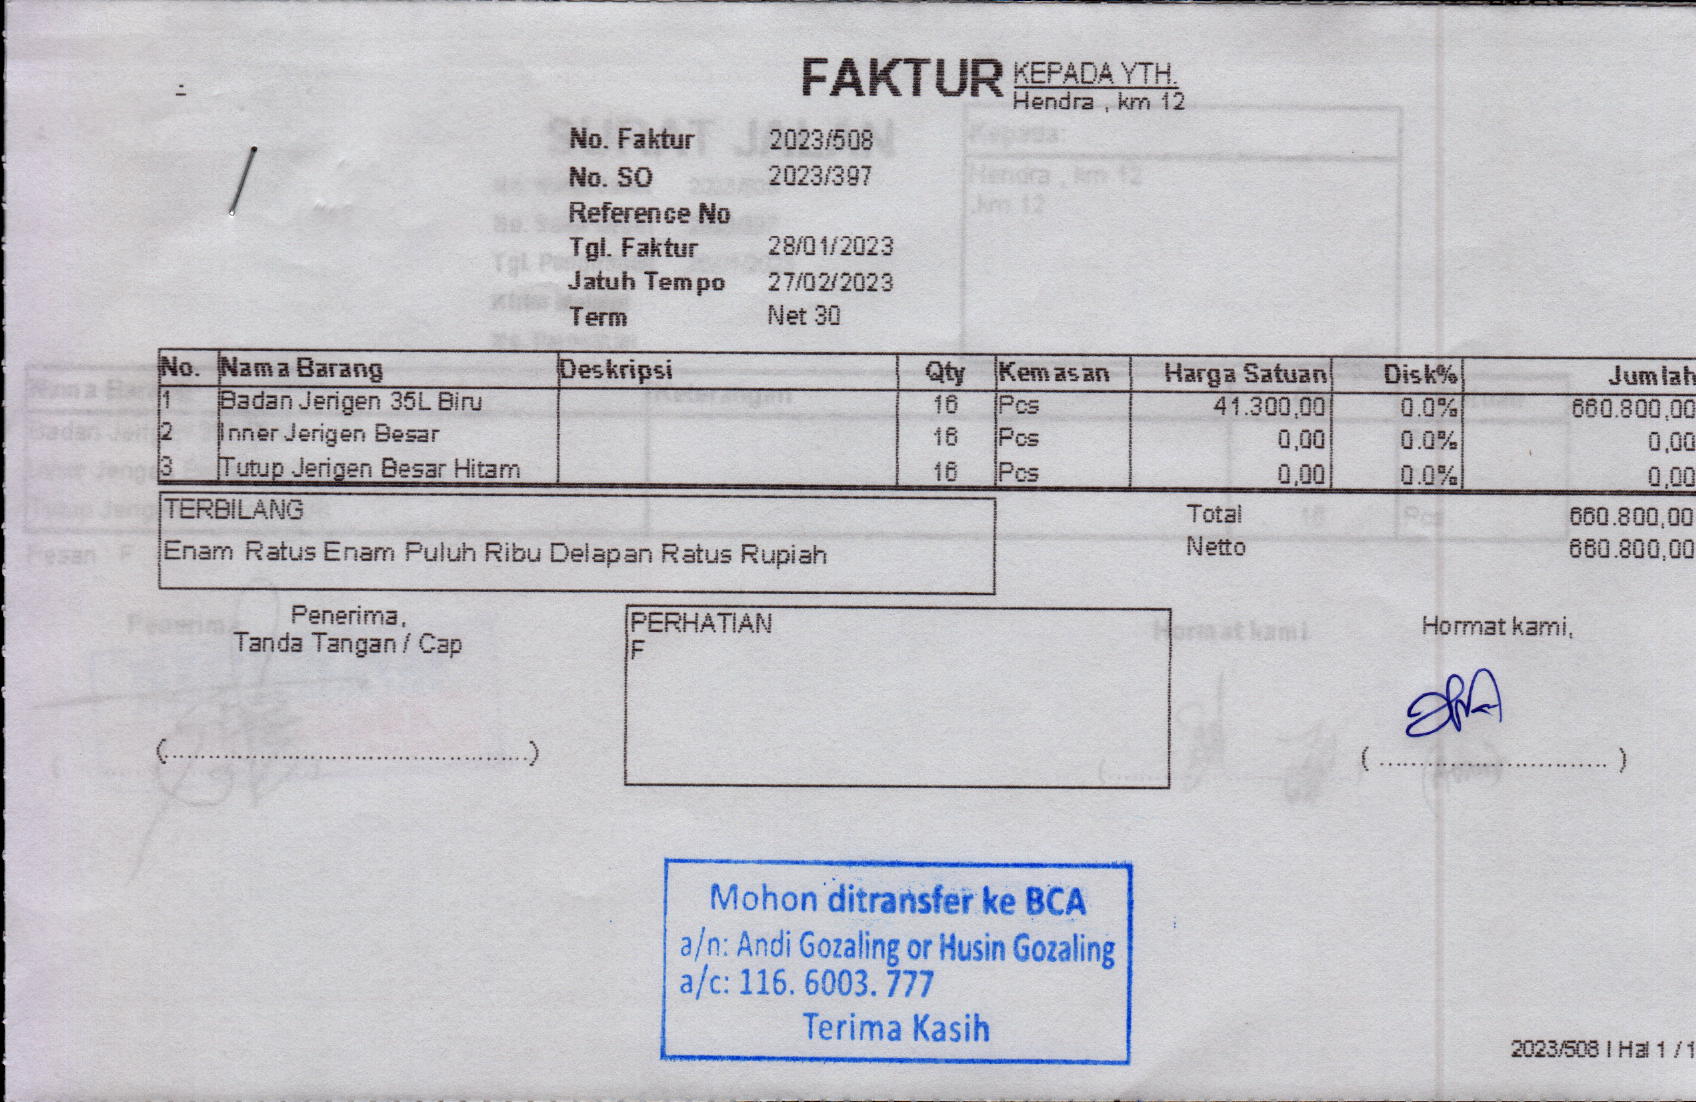 FAKTUR KEPADA YTH.
Hendra , km 12
No. Faktur 2023/508
No. SO 2023/397
Reference No
Tgl. Faktur 28/01/2023
Jatuh Tempo 27/02/2023
Term Net 30
No. Nama Barang Deskripsi Qty Kemasan Harga Satuan Disk% Jumlah
1 Badan Jerigen 35L Biru 16 Pcs 41.300,00 0.0% 660.800,00
2 Inner Jerigen Besar 16 Pcs 0,00 0.0% 0,00
3 Tutup Jerigen Besar Hitam 16 Pcs 0,00 0.0% 0,00
TERBILANG
Enam Ratus Enam Puluh Ribu Delapan Ratus Rupiah
Total 660.800,00
Netto 660.800,00
Penerima,
Tanda Tangan / Cap
(............................................)
PERHATIAN
F
Hormat kami,
( ............................ )
Mohon ditransfer ke BCA
a/n: Andi Gozaling or Husin Gozaling
a/c: 116. 6003. 777
Terima Kasih
2023/508 | Hal 1 / 1